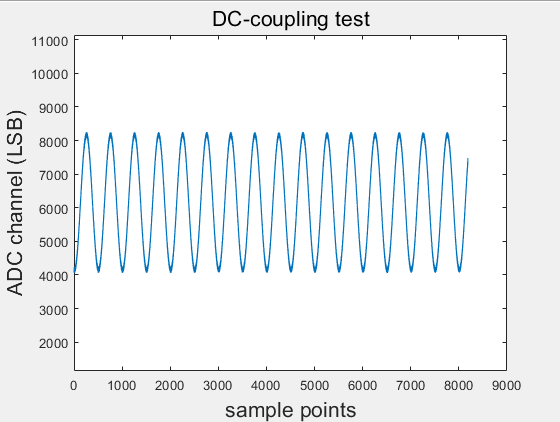 DC-coupling test
11000
10000
9000
8000
7000
6000
5000
4000
3000
2000
ADC channel (LSB)
0 1000 2000 3000 4000 5000 6000 7000 8000 9000
sample points